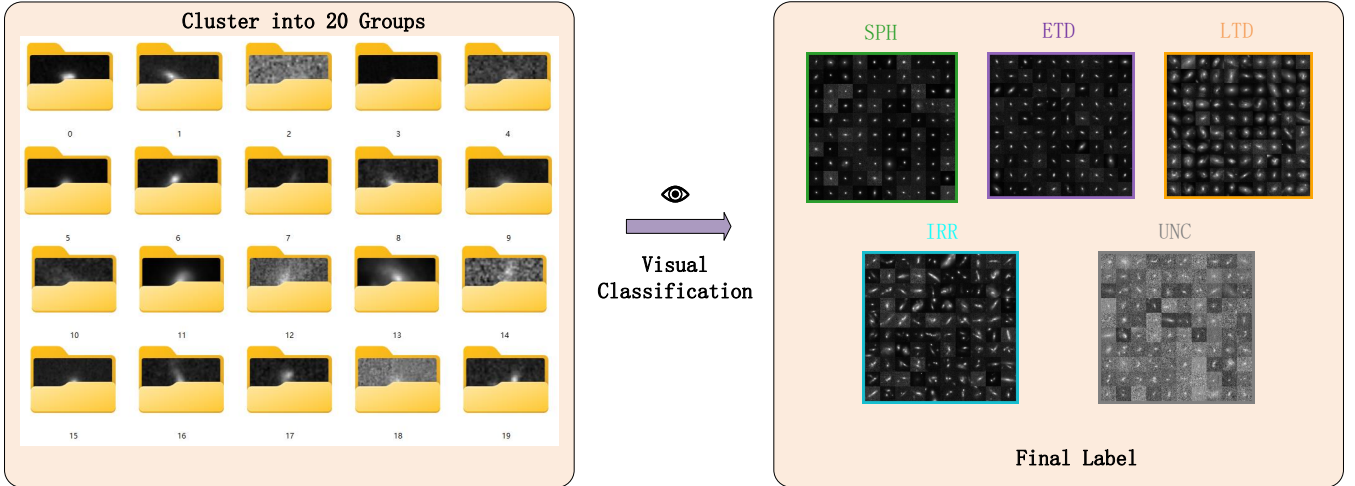 Cluster into 20 Groups
0 1 2 3 4
5 6 7 8 9
10 11 12 13 14
15 16 17 18 19
Visual
Classification
SPH ETD LTD
IRR UNC
Final Label